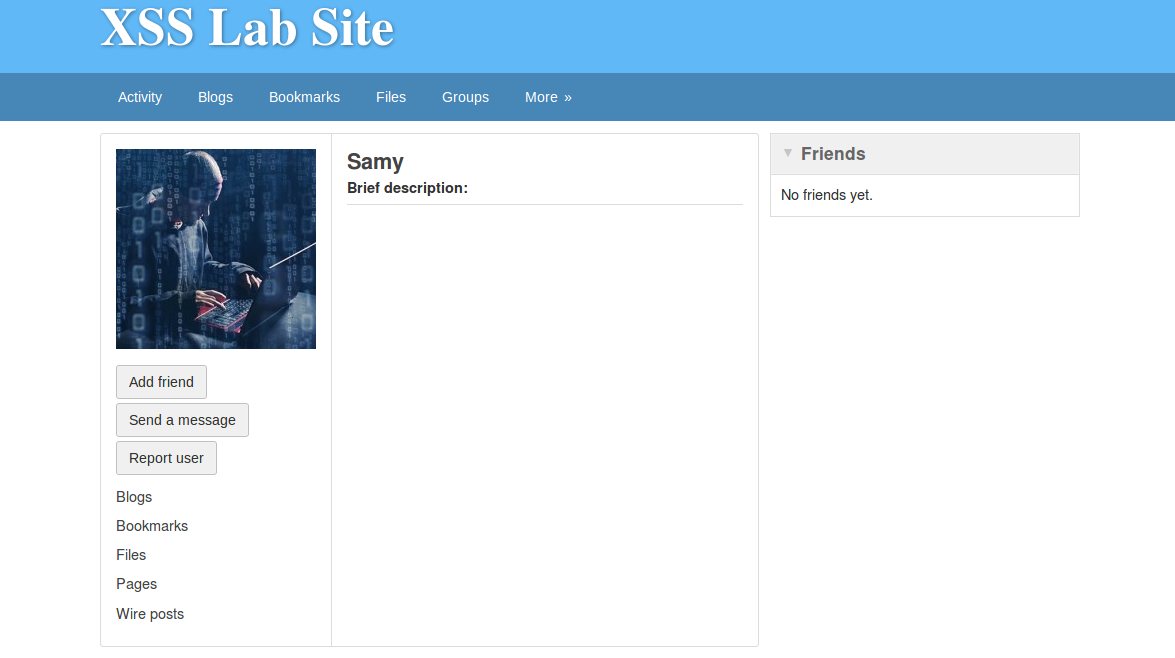 XSS Lab Site
Activity Blogs Bookmarks Files Groups More »
Samy
Brief description:
Add friend
Send a message
Report user
Blogs
Bookmarks
Files
Pages
Wire posts
Friends
No friends yet.